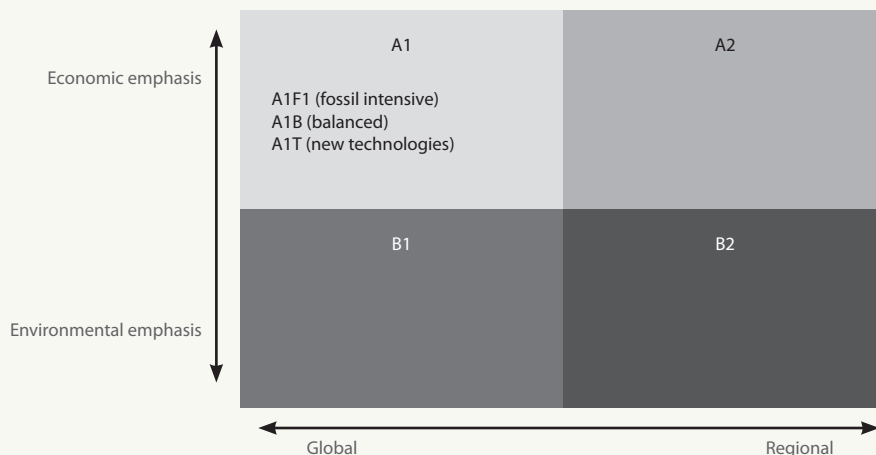 A1
A2
Economic emphasis
A1F1 (fossil intensive)
A1B (balanced)
A1T (new technologies)
B1
B2
Environmental emphasis
Global
Regional